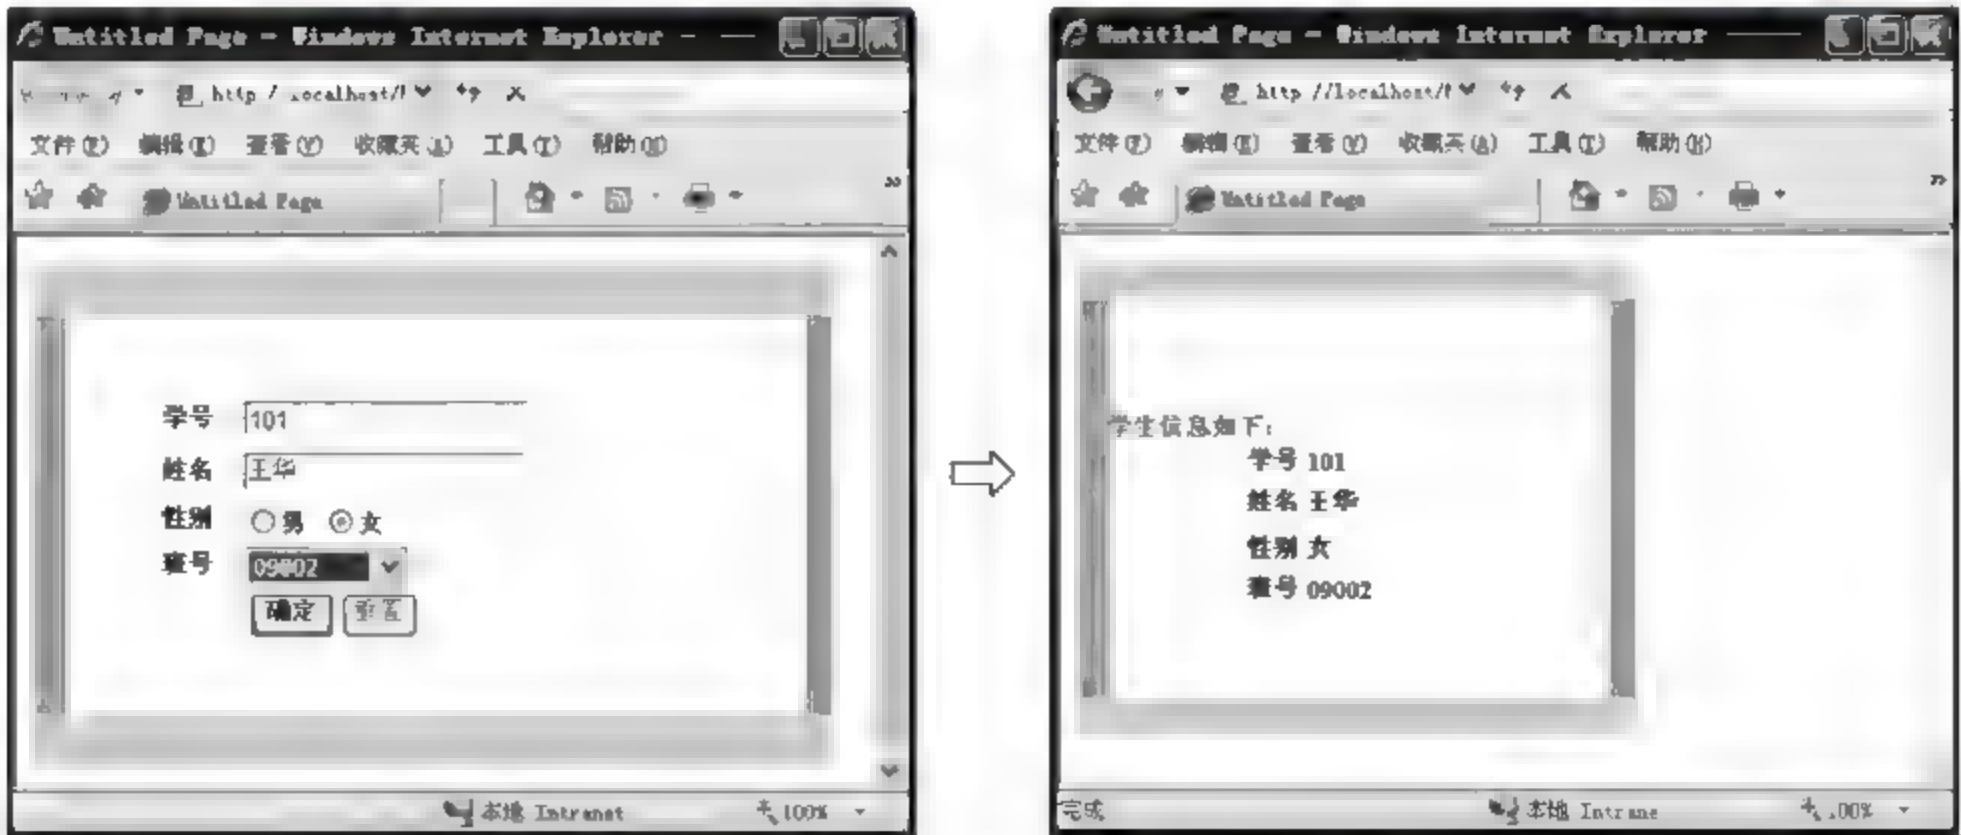 Untitled Page - Windows Internet Explorer
http / localhost/
文件(F) 编辑(E) 查看(V) 收藏夹(A) 工具(T) 帮助(H)
Untitled Page
»
学号 101
姓名 王华
性别 男 女
班号 09002
确定 重置
本地 Intranet 100%
Untitled Page - Windows Internet Explorer
http //localhost/
文件(F) 编辑(E) 查看(V) 收藏夹(A) 工具(T) 帮助(H)
Untitled Page
»
学生信息如下:
学号 101
姓名 王华
性别 女
班号 09002
完成 本地 Intrane .00%